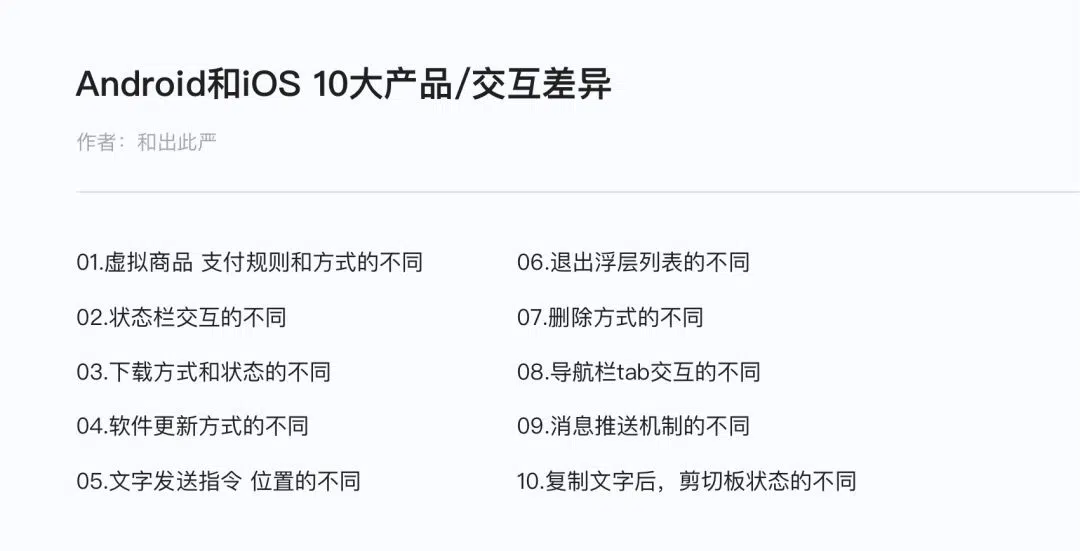 Android和iOS 10大产品/交互差异
作者：和出此严
01.虚拟商品 支付规则和方式的不同
02.状态栏交互的不同
03.下载方式和状态的不同
04.软件更新方式的不同
05.文字发送指令 位置的不同
06.退出浮层列表的不同
07.删除方式的不同
08.导航栏tab交互的不同
09.消息推送机制的不同
10.复制文字后，剪切板状态的不同